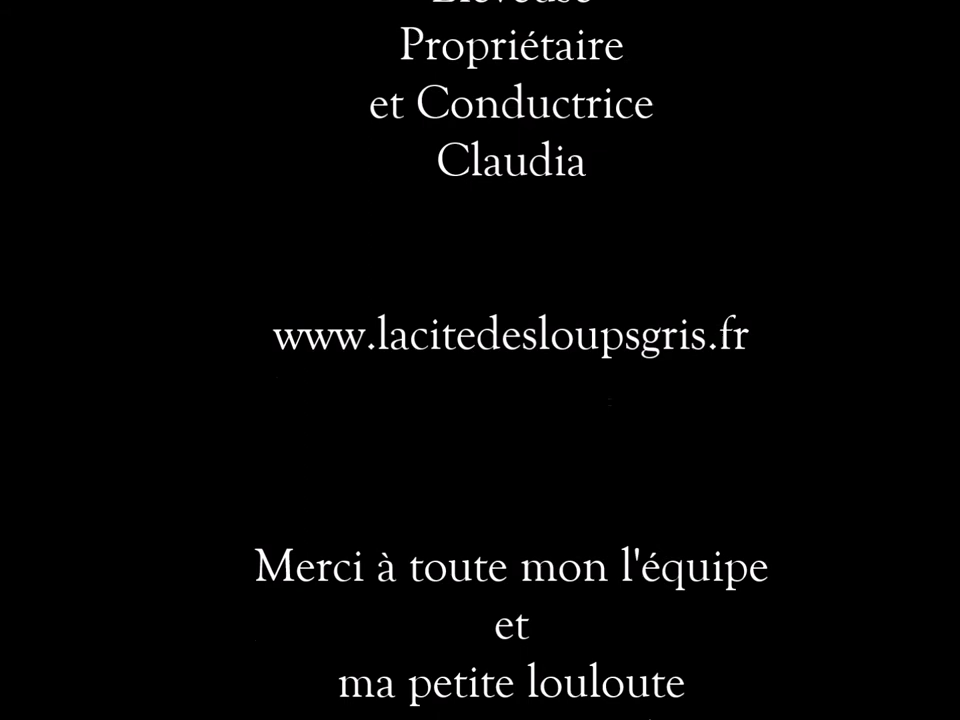 Propriétaire
et Conductrice
Claudia
www.lacitedesloupsgris.fr
Merci à toute mon l'équipe
et
ma petite louloute